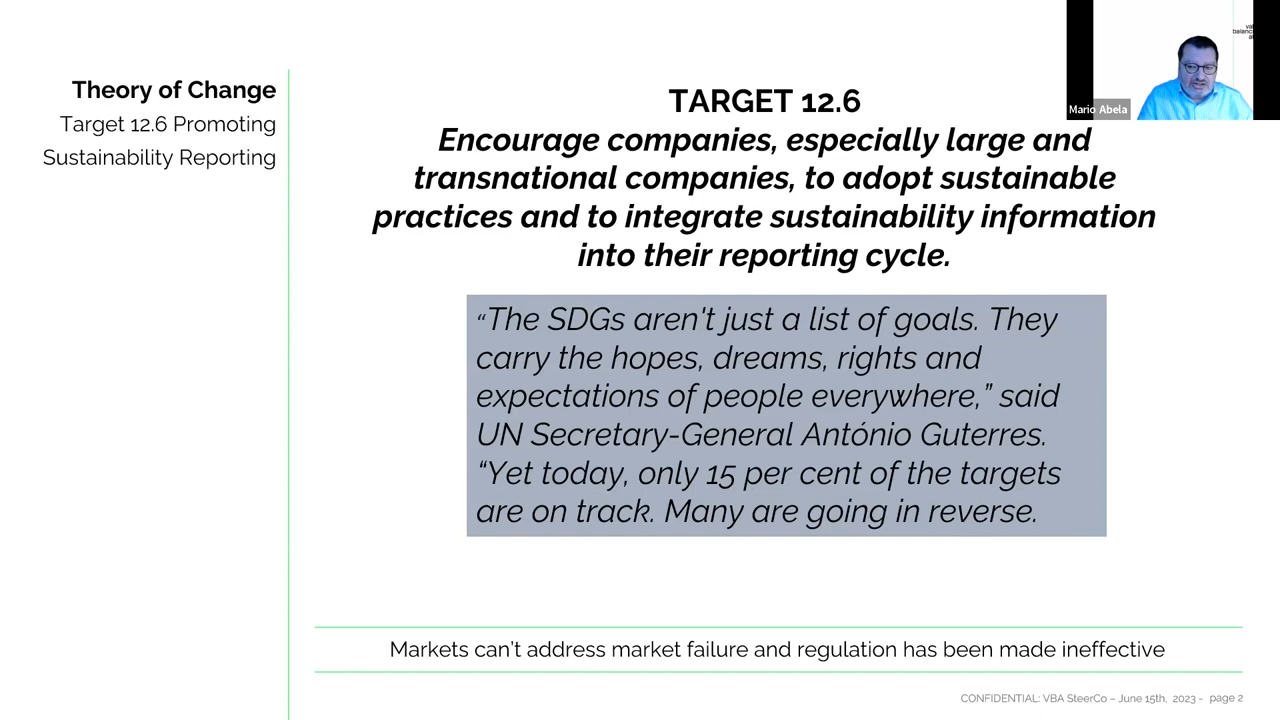 Theory of Change
Target 12.6 Promoting
Sustainability Reporting
TARGET 12.6
Encourage companies, especially large and
transnational companies, to adopt sustainable
practices and to integrate sustainability information
into their reporting cycle.
“The SDGs aren't just a list of goals. They
carry the hopes, dreams, rights and
expectations of people everywhere,” said
UN Secretary-General António Guterres.
“Yet today, only 15 per cent of the targets
are on track. Many are going in reverse.
Markets can’t address market failure and regulation has been made ineffective
CONFIDENTIAL: VBA SteerCo – June 15th, 2023 - page 2
Mario Abela